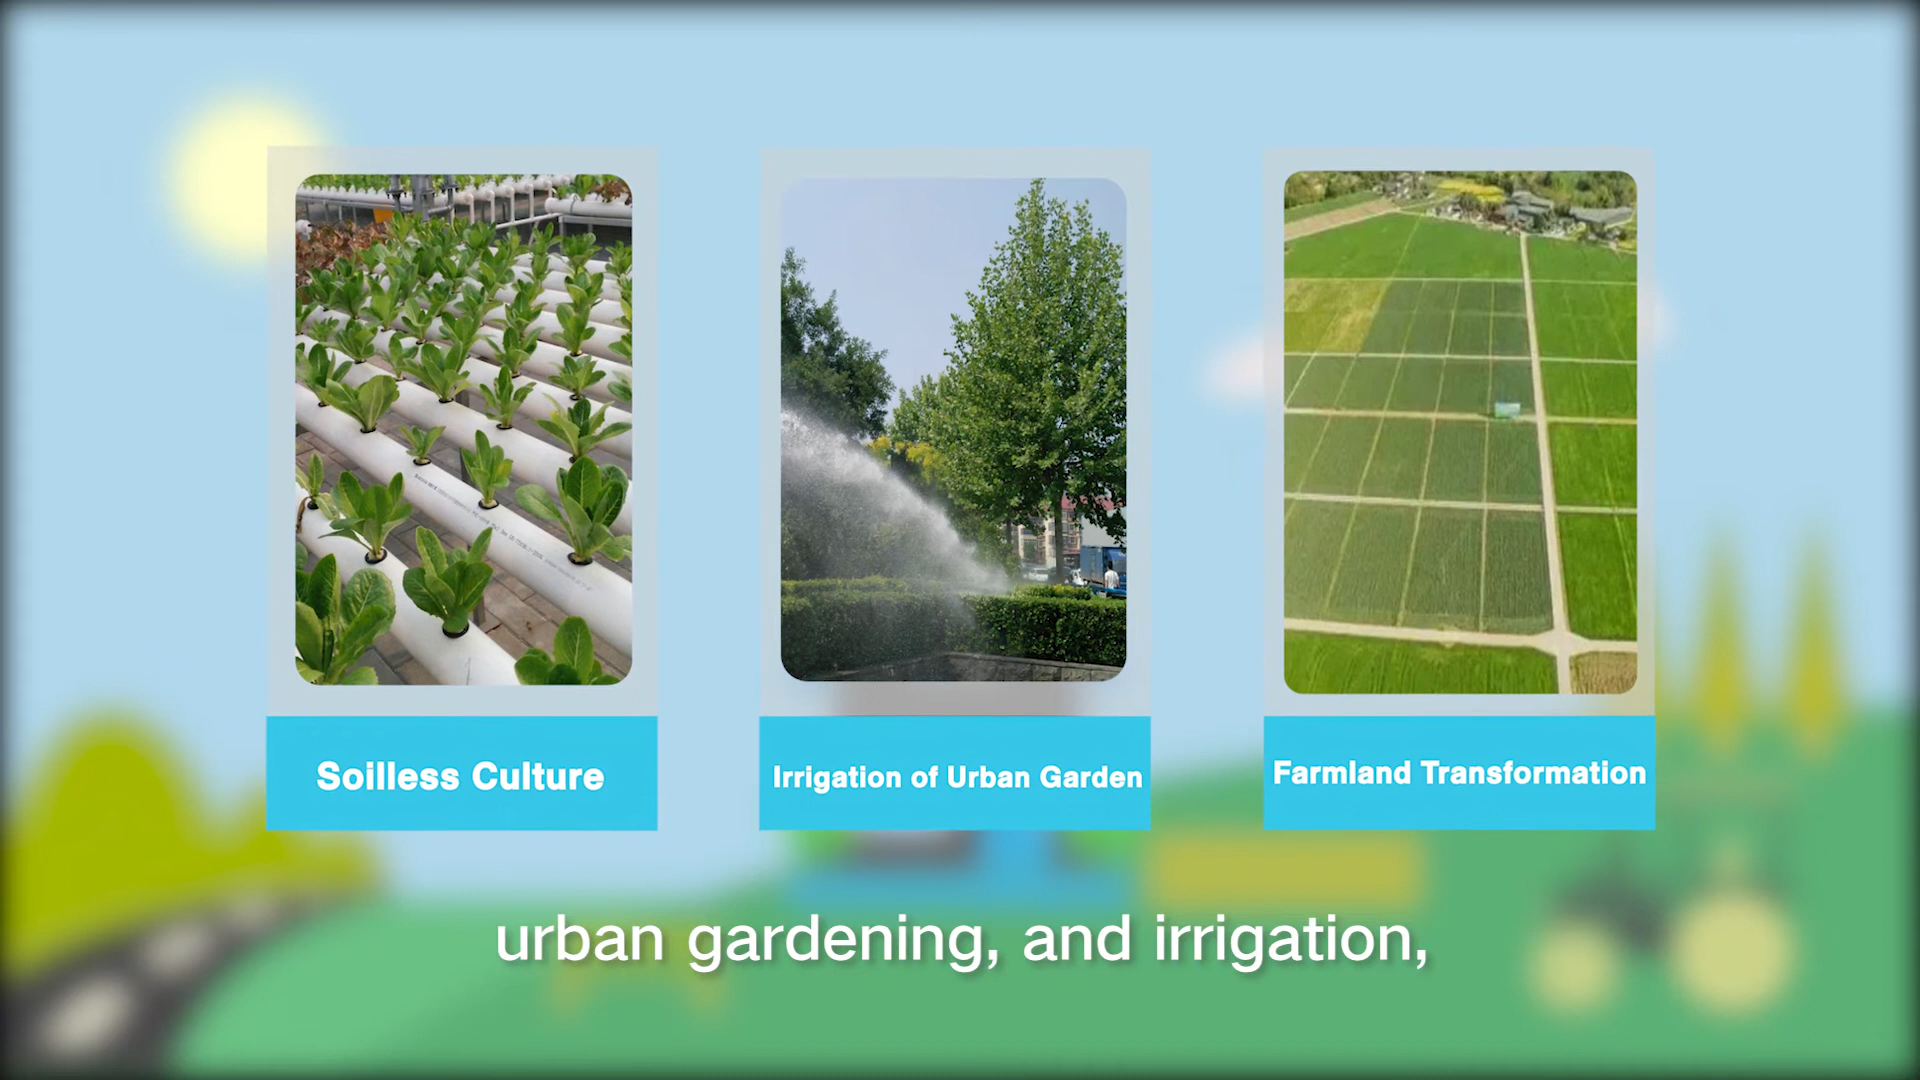 Soilless Culture
Irrigation of Urban Garden
Farmland Transformation
urban gardening, and irrigation,